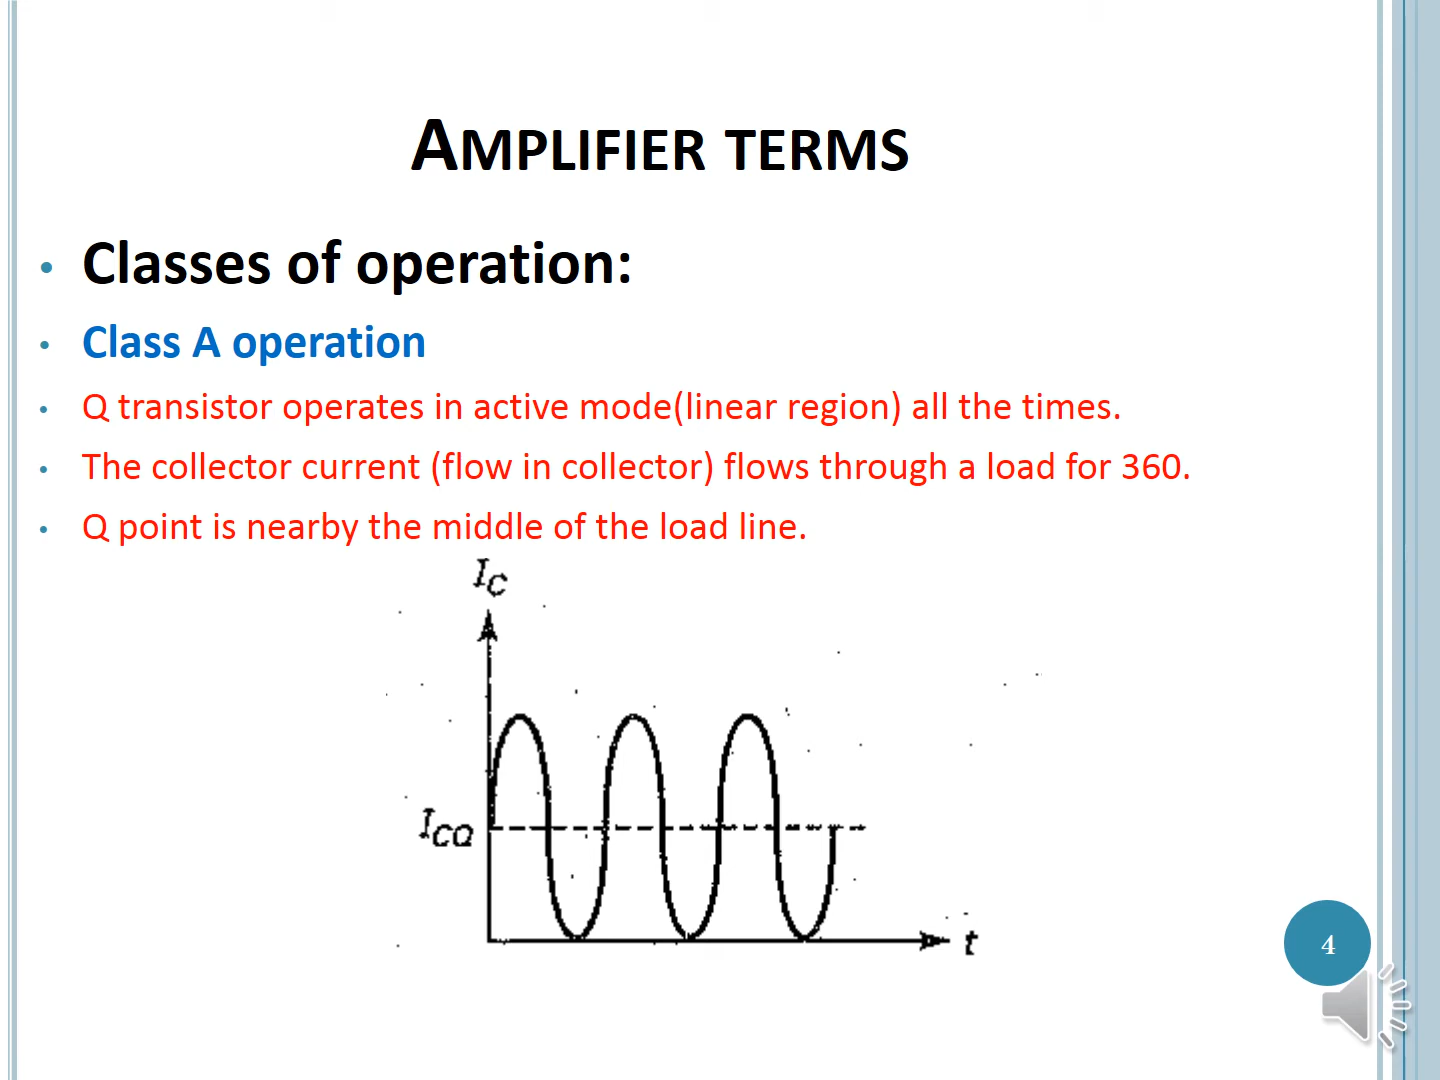 AMPLIFIER TERMS
• Classes of operation:
• Class A operation
• Q transistor operates in active mode(linear region) all the times.
• The collector current (flow in collector) flows through a load for 360.
• Q point is nearby the middle of the load line.
IC
ICQ
t
4